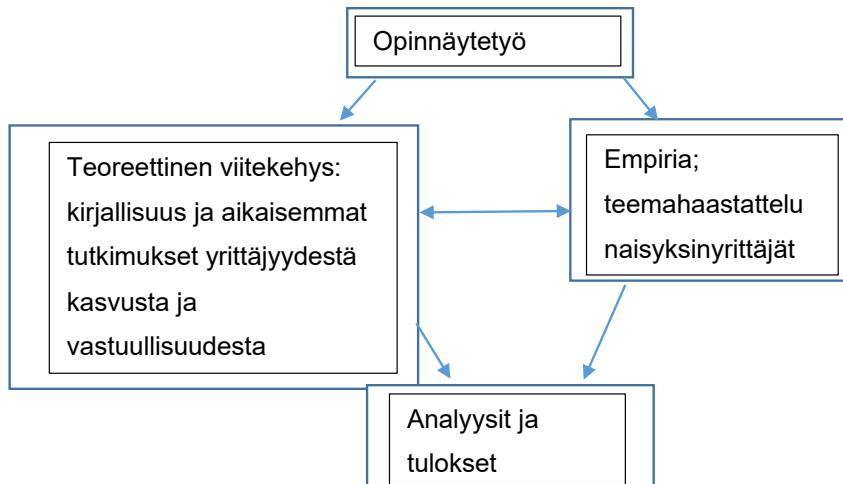 Opinnäytetyö
Teoreettinen viitekehys:
kirjallisuus ja aikaisemmat
tutkimukset yrittäjyydestä
kasvusta ja
vastuullisuudesta
Empiria;
teemahaastattelu
naisyksinyrittäjät
Analyysit ja
tulokset